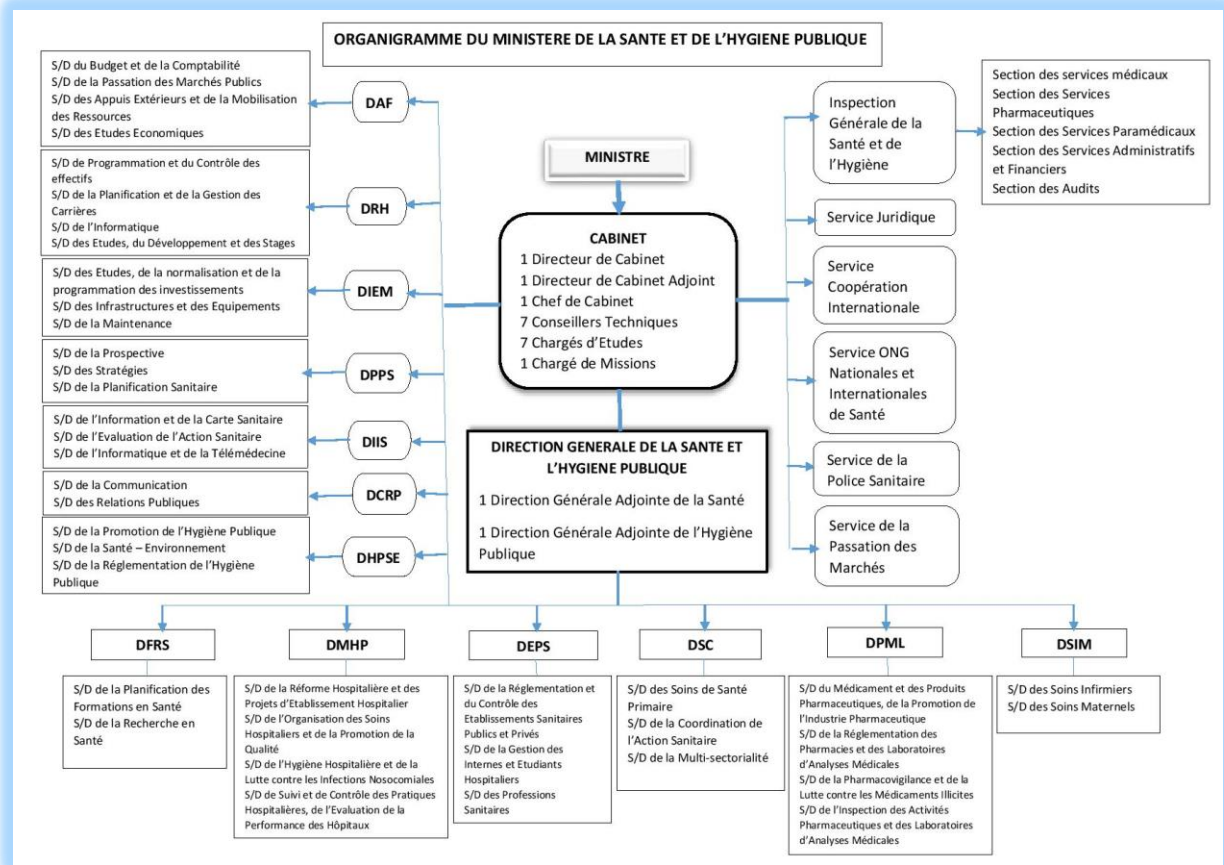 ORGANIGRAMME DU MINISTERE DE LA SANTE ET DE L'HYGIENE PUBLIQUE
S/D du Budget et de la Comptabilité
S/D de la Passation des Marchés Publics
S/D des Appuis Extérieurs et de la Mobilisation
des Ressources
S/D des Etudes Economiques
DAF
S/D de Programmation et du Contrôle des
effectifs
S/D de la Planification et de la Gestion des
Carrières
S/D de l'Informatique
S/D des Etudes, du Développement et des Stages
DRH
S/D des Etudes, de la normalisation et de la
programmation des investissements
S/D des Infrastructures et des Equipements
S/D de la Maintenance
DIEM
S/D de la Prospective
S/D des Stratégies
S/D de la Planification Sanitaire
DPPS
S/D de l'Information et de la Carte Sanitaire
S/D de l'Evaluation de l'Action Sanitaire
S/D de l'Informatique et de la Télémédecine
DIIS
S/D de la Communication
S/D des Relations Publiques
DCRP
S/D de la Promotion de l'Hygiène Publique
S/D de la Santé – Environnement
S/D de la Réglementation de l'Hygiène
Publique
DHPSE
MINISTRE
CABINET
1 Directeur de Cabinet
1 Directeur de Cabinet Adjoint
1 Chef de Cabinet
7 Conseillers Techniques
7 Chargés d'Etudes
1 Chargé de Missions
DIRECTION GENERALE DE LA SANTE ET
L'HYGIENE PUBLIQUE
1 Direction Générale Adjointe de la Santé
1 Direction Générale Adjointe de l'Hygiène
Publique
Inspection
Générale de la
Santé et de
l'Hygiène
Section des services médicaux
Section des Services
Pharmaceutiques
Section des Services Paramédicaux
Section des Services Administratifs
et Financiers
Section des Audits
Service Juridique
Service
Coopération
Internationale
Service ONG
Nationales et
Internationales
de Santé
Service de la
Police Sanitaire
Service de la
Passation des
Marchés
DFRS
S/D de la Planification des
Formations en Santé
S/D de la Recherche en
Santé
DMHP
S/D de la Réforme Hospitalière et des
Projets d'Etablissement Hospitalier
S/D de l'Organisation des Soins
Hospitaliers et de la Promotion de la
Qualité
S/D de l'Hygiène Hospitalière et de la
Lutte contre les Infections Nosocomiales
S/D de Suivi et de Contrôle des Pratiques
Hospitalières, de l'Evaluation de la
Performance des Hôpitaux
DEPS
S/D de la Réglementation et
du Contrôle des
Etablissements Sanitaires
Publics et Privés
S/D de la Gestion des
Internes et Etudiants
Hospitaliers
S/D des Professions
Sanitaires
DSC
S/D des Soins de Santé
Primaire
S/D de la Coordination de
l'Action Sanitaire
S/D de la Multi-sectorialité
DPML
S/D du Médicament et des Produits
Pharmaceutiques, de la Promotion de
l'Industrie Pharmaceutique
S/D de la Réglementation des
Pharmacies et des Laboratoires
d'Analyses Médicales
S/D de la Pharmacovigilance et de la
Lutte contre les Médicaments Illicites
S/D de l'Inspection des Activités
Pharmaceutiques et des Laboratoires
d'Analyses Médicales
DSIM
S/D des Soins Infirmiers
S/D des Soins Maternels